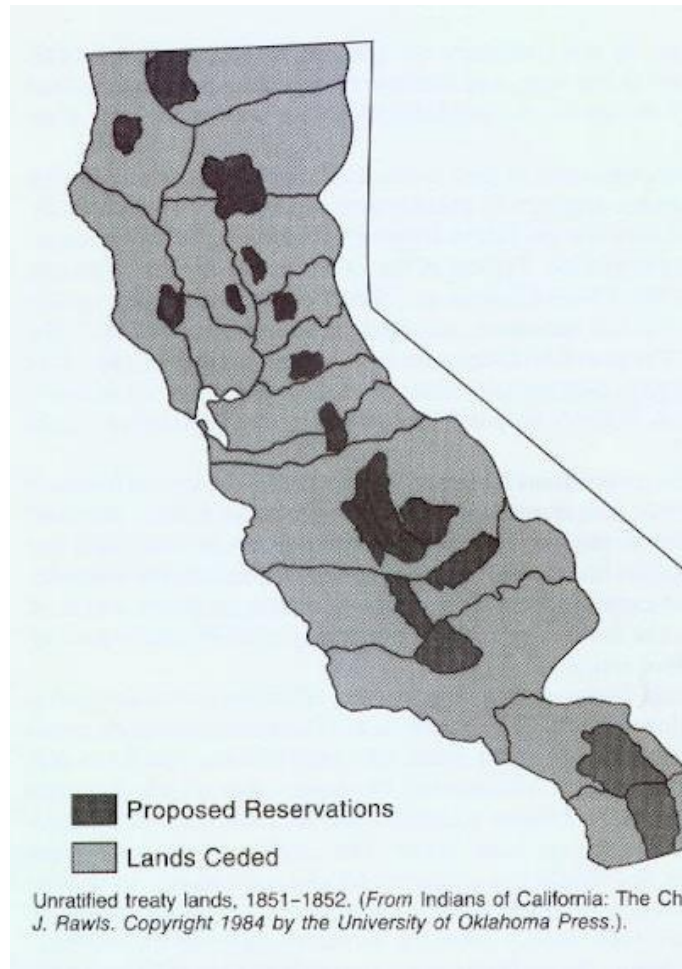 Proposed Reservations
Lands Ceded
Unratified treaty lands, 1851–1852. (From Indians of California: The Ch
J. Rawls. Copyright 1984 by the University of Oklahoma Press.).